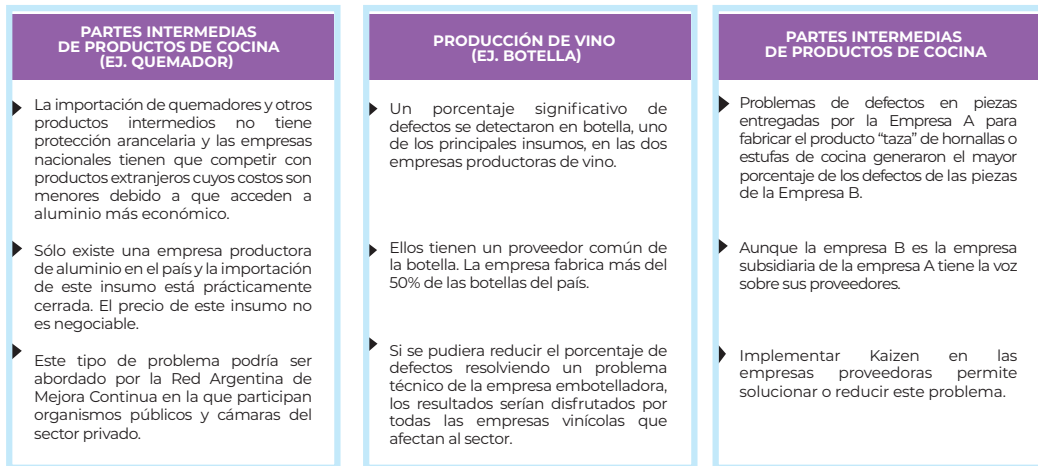 PARTES INTERMEDIAS
DE PRODUCTOS DE COCINA
(EJ. QUEMADOR)
La importación de quemadores y otros
productos intermedios no tiene
protección arancelaria y las empresas
nacionales tienen que competir con
productos extranjeros cuyos costos son
menores debido a que acceden a
aluminio más económico.
Sólo existe una empresa productora
de aluminio en el país y la importación
de este insumo está prácticamente
cerrada. El precio de este insumo no
es negociable.
Este tipo de problema podría ser
abordado por la Red Argentina de
Mejora Continua en la que participan
organismos públicos y cámaras del
sector privado.
PRODUCCIÓN DE VINO
(EJ. BOTELLA)
Un porcentaje significativo de
defectos se detectaron en botella, uno
de los principales insumos, en las dos
empresas productoras de vino.
Ellos tienen un proveedor común de
la botella. La empresa fabrica más del
50% de las botellas del país.
Si se pudiera reducir el porcentaje de
defectos resolviendo un problema
técnico de la empresa embotelladora,
los resultados serían disfrutados por
todas las empresas vinícolas que
afectan al sector.
PARTES INTERMEDIAS
DE PRODUCTOS DE COCINA
Problemas de defectos en piezas
entregadas por la Empresa A para
fabricar el producto “taza” de hornallas o
estufas de cocina generaron el mayor
porcentaje de los defectos de las piezas
de la Empresa B.
Aunque la empresa B es la empresa
subsidiaria de la empresa A tiene la voz
sobre sus proveedores.
Implementar Kaizen en las
empresas proveedoras permite
solucionar o reducir este problema.